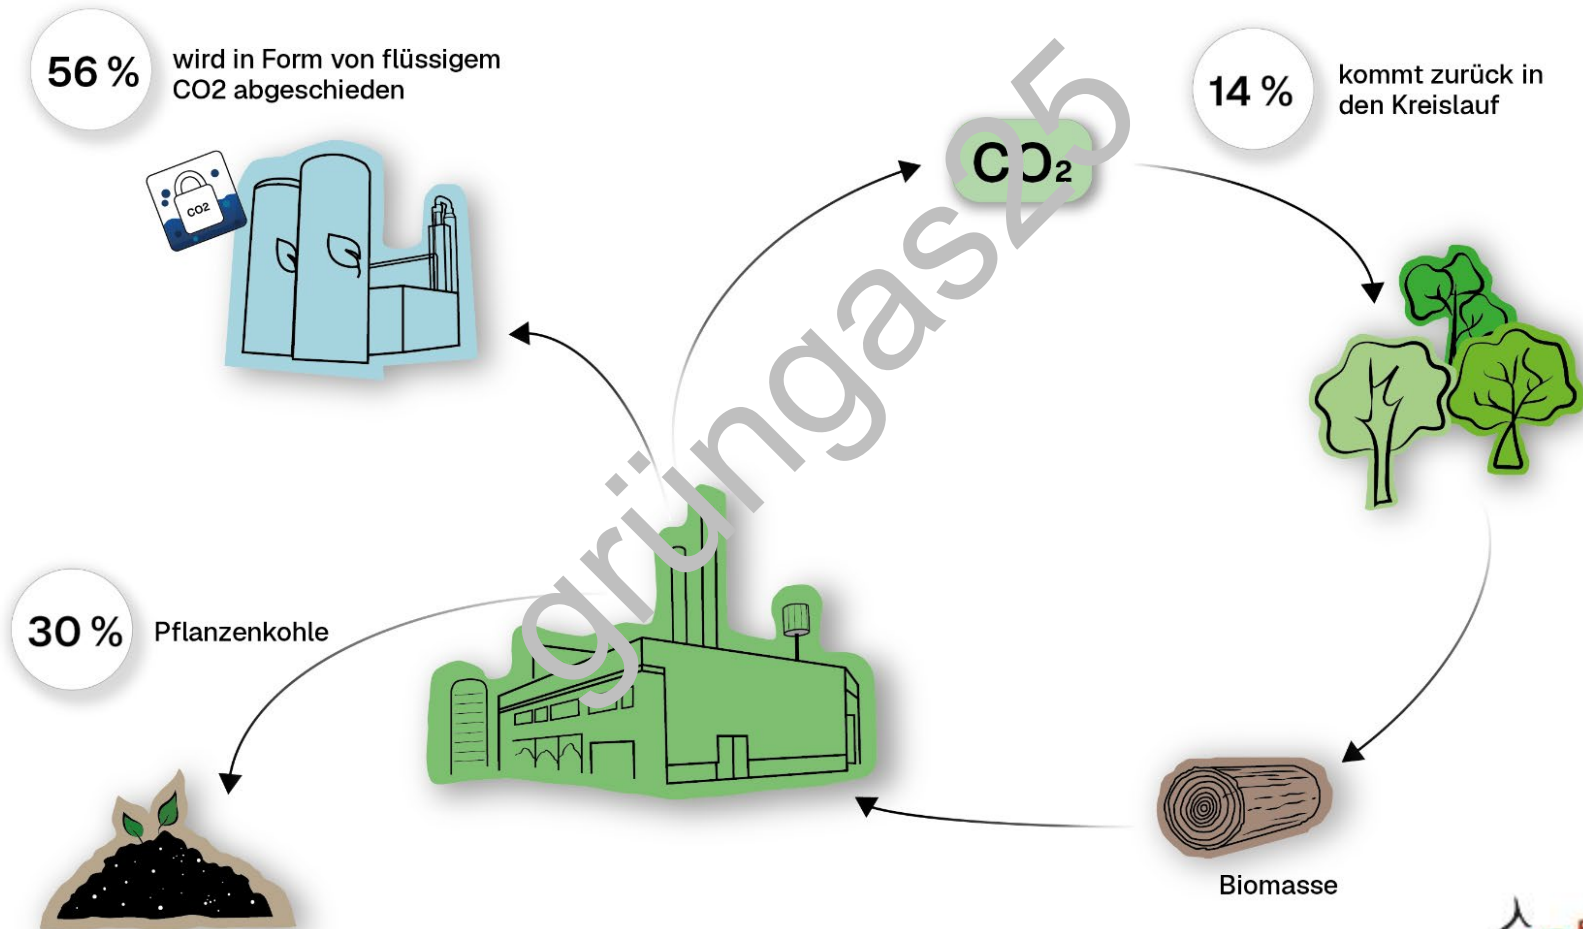 56 %
wird in Form von flüssigem
CO2 abgeschieden
CO2
CO₂
14 %
kommt zurück in
den Kreislauf
30 %
Pflanzenkohle
Biomasse
grüngas25